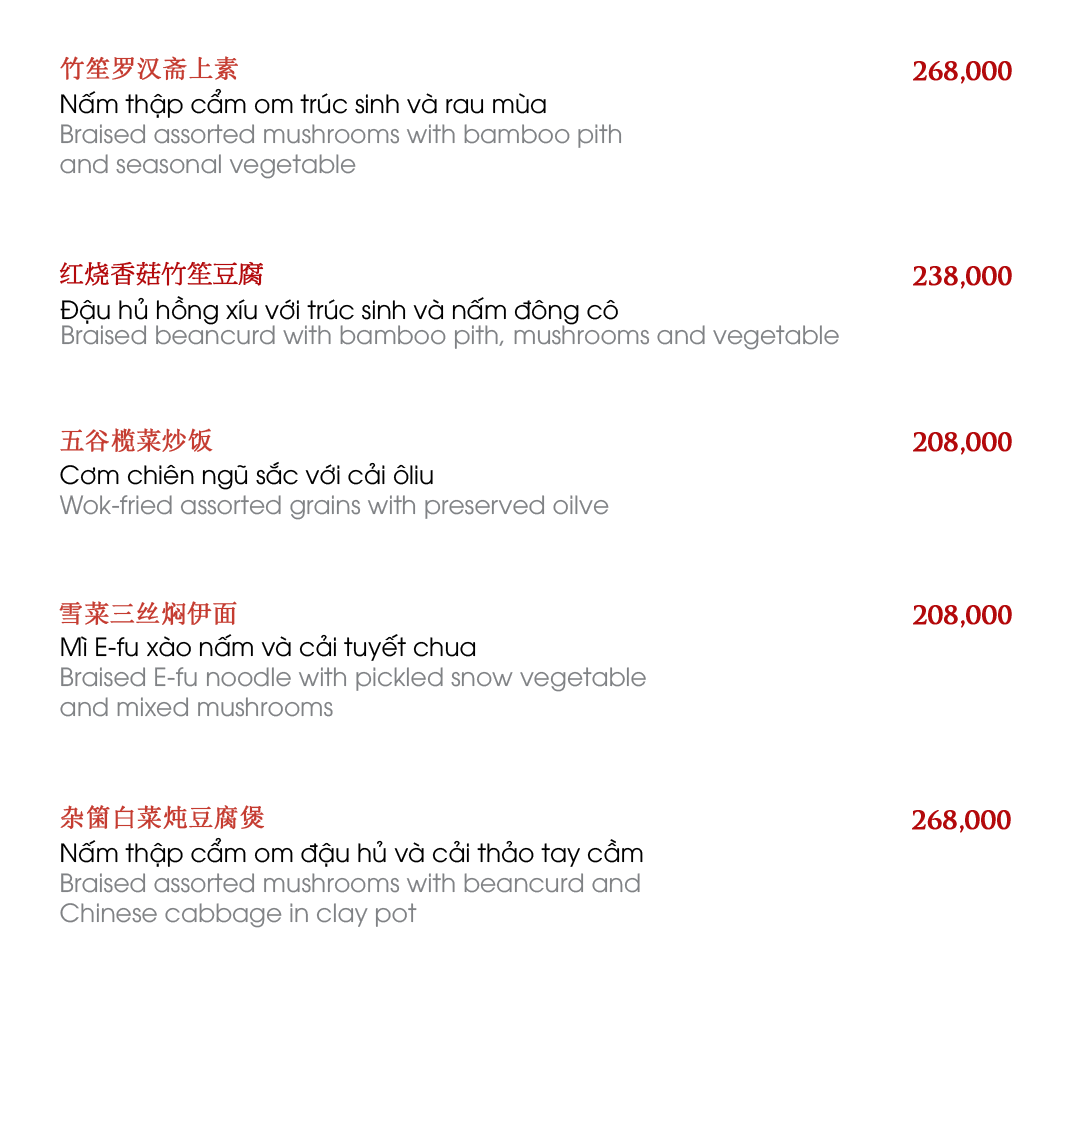 竹笙罗汉斋上素 268,000
Nấm thập cẩm om trúc sinh và rau mùa
Braised assorted mushrooms with bamboo pith
and seasonal vegetable
红烧香菇竹笙豆腐 238,000
Đậu hủ hồng xíu với trúc sinh và nấm đông cô
Braised beancurd with bamboo pith, mushrooms and vegetable
五谷榄菜炒饭 208,000
Cơm chiên ngũ sắc với cải ôliu
Wok-fried assorted grains with preserved oilve
雪菜三丝焖伊面 208,000
Mì E-fu xào nấm và cải tuyết chua
Braised E-fu noodle with pickled snow vegetable
and mixed mushrooms
杂箘白菜炖豆腐煲 268,000
Nấm thập cẩm om đậu hủ và cải thảo tay cầm
Braised assorted mushrooms with beancurd and
Chinese cabbage in clay pot